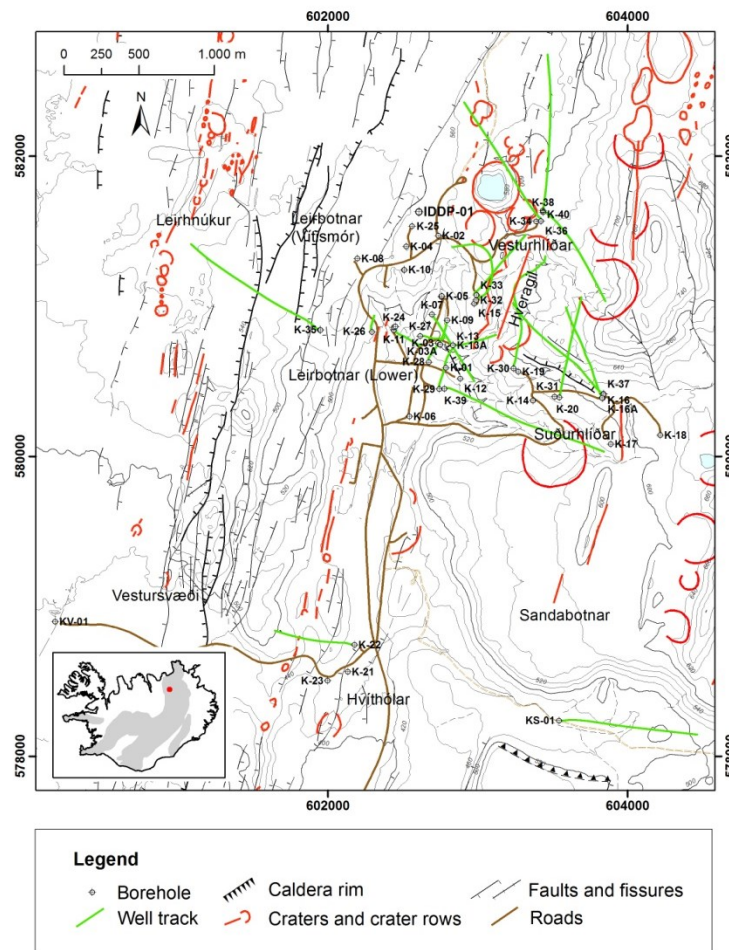 602000
604000
0
250
500
1.000 m
N
582000
582000
K-38
IDDP-01
K-34
K-40
K-25
K-36
Leirhnúkur
Leirbotnar
(Vítismór)
K-02
Vesturhlíðar
K-04
K-08
K-10
K-33
K-05
K-32
K-07
K-15
Hveragil
K-24
K-09
K-35
K-26
K-27
K-13
K-11
K-03
K-13A
K-03A
K-28
K-01
K-30
K-19
Leirbotnar (Lower)
K-12
K-31
K-37
K-29
K-39
K-14
K-20
K-16
K-16A
K-06
Suðurhlíðar
K-18
K-17
580000
580000
Vestursvæði
Sandabotnar
KV-01
K-22
K-21
K-23
Hvíthólar
KS-01
578000
578000
602000
604000
Legend
Borehole
Caldera rim
Faults and fissures
Well track
Craters and crater rows
Roads